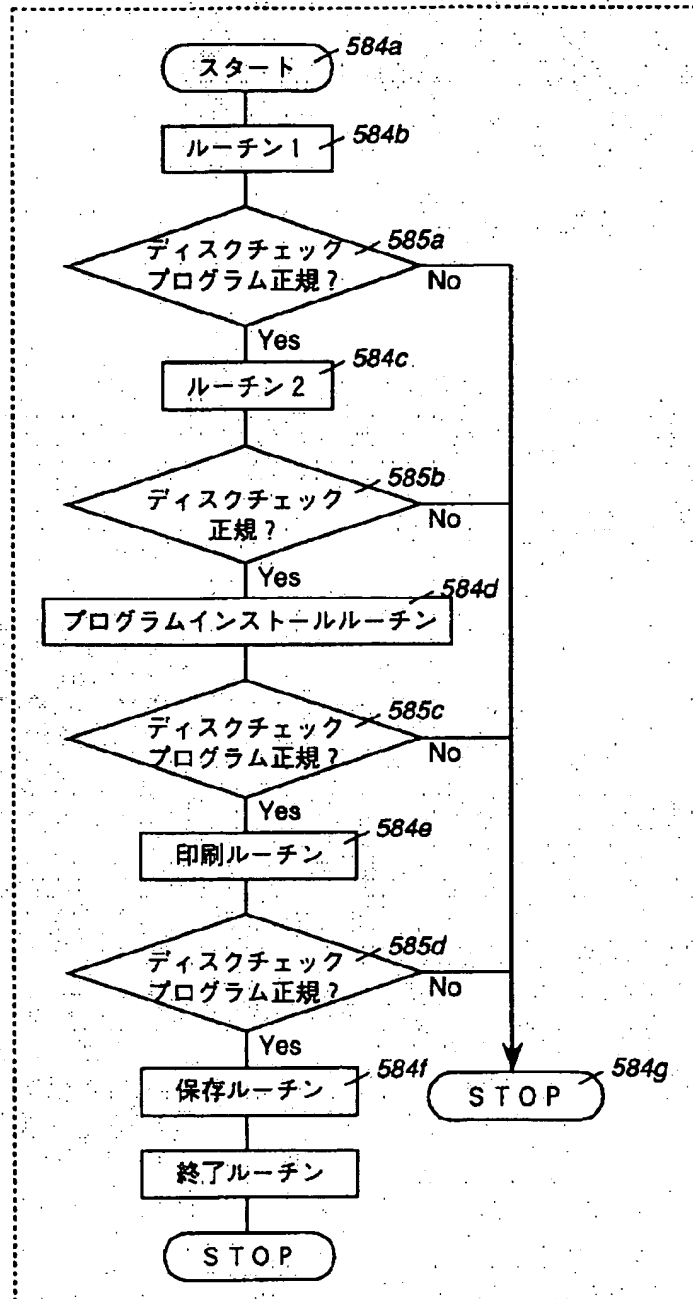 584a
スタート
ルーチン1
584b
ディスクチェック
プログラム正規?
585a
No
Yes
584c
ルーチン2
585b
ディスクチェック
正規?
No
Yes
584d
プログラムインストールルーチン
585c
ディスクチェック
プログラム正規?
No
Yes
584e
印刷ルーチン
585d
ディスクチェック
プログラム正規?
No
Yes
584f
保存ルーチン
584g
STOP
終了ルーチン
STOP